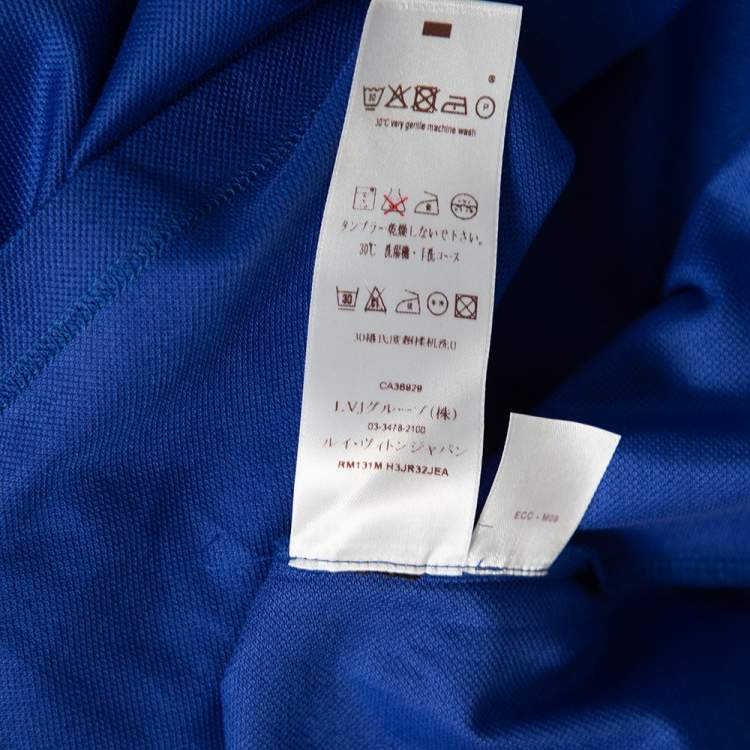 ®
30
P
30℃ very gentle machine wash
タンブラー乾燥しないで下さい。
30℃ 洗濯機・手洗コース
30
CA36929
LVJグループ(株)
03-3478-2100
ルイ・ヴィトンジャパン
RM131M H3JR32JEA
ECC - M09